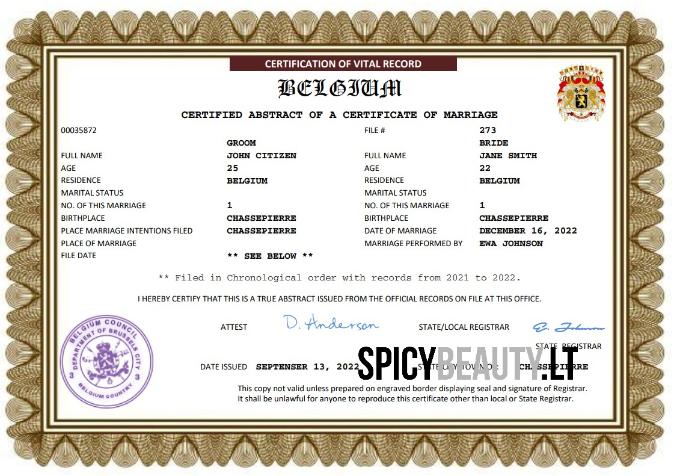 CERTIFICATION OF VITAL RECORD
BELGIUM
CERTIFIED ABSTRACT OF A CERTIFICATE OF MARRIAGE
00035872 FILE # 273
GROOM BRIDE
FULL NAME JOHN CITIZEN FULL NAME JANE SMITH
AGE 25 AGE 22
RESIDENCE BELGIUM RESIDENCE BELGIUM
MARITAL STATUS MARITAL STATUS
NO. OF THIS MARRIAGE 1 NO. OF THIS MARRIAGE 1
BIRTHPLACE CHASSEPIERRE BIRTHPLACE CHASSEPIERRE
PLACE MARRIAGE INTENTIONS FILED CHASSEPIERRE DATE OF MARRIAGE DECEMBER 16, 2022
PLACE OF MARRIAGE MARRIAGE PERFORMED BY EWA JOHNSON
FILE DATE ** SEE BELOW **
** Filed in Chronological order with records from 2021 to 2022.
I HEREBY CERTIFY THAT THIS IS A TRUE ABSTRACT ISSUED FROM THE OFFICIAL RECORDS ON FILE AT THIS OFFICE.
ATTEST D. Anderson STATE/LOCAL REGISTRAR E. Johnson
STATE REGISTRAR
DATE ISSUED SEPTENSER 13, 2022 CHASSEPIERRE
SPICYBEAUTY.LT
This copy not valid unless prepared on engraved border displaying seal and signature of Registrar.
It shall be unlawful for anyone to reproduce this certificate other than local or State Registrar.
BELGIUM COUNCIL
DEPARTMENT OF BRUSSEL CITY
BELGIUM COUNTRY